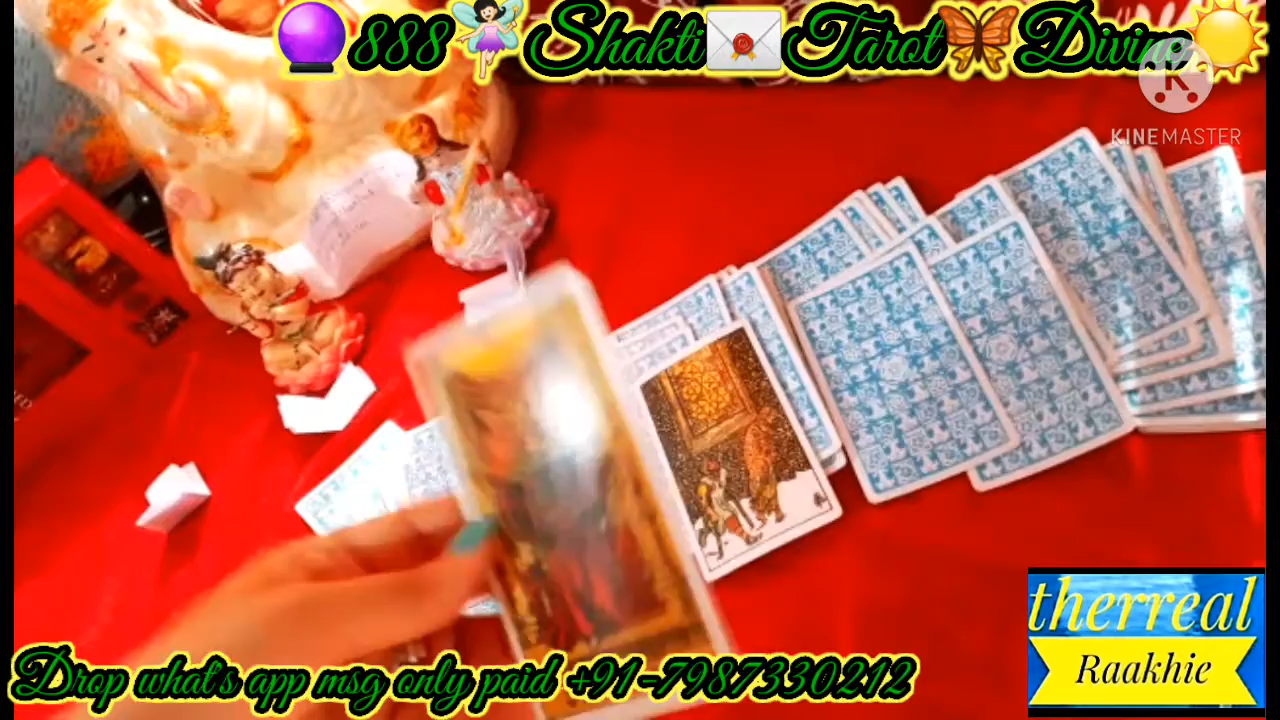 🔮888🧚Shakti💌Tarot🦋Divine☀
K
KINEMASTER
therreal
Raakhie
Drop what's app msg only paid +91-7987330212